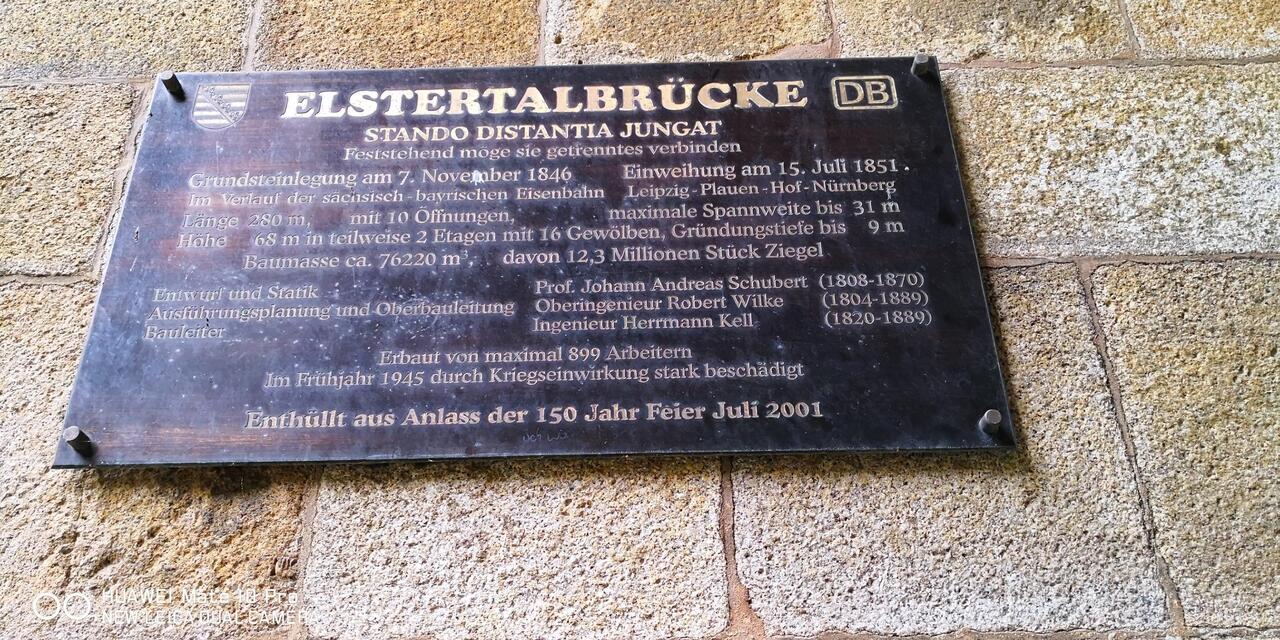 ELSTERTALBRÜCKE DB
STANDO DISTANTIA JUNGAT
Feststehend möge sie getrenntes verbinden
Grundsteinlegung am 7. November 1846 Einweihung am 15. Juli 1851.
Im Verlauf der sächsisch-bayrischen Eisenbahn Leipzig-Plauen-Hof-Nürnberg
Länge 280 m, mit 10 Öffnungen, maximale Spannweite bis 31 m
Höhe 68 m in teilweise 2 Etagen mit 16 Gewölben, Gründungstiefe bis 9 m
Baumasse ca. 76220 m³, davon 12,3 Millionen Stück Ziegel
Entwurf und Statik Prof. Johann Andreas Schubert (1808-1870)
Ausführungsplanung und Oberbauleitung Oberingenieur Robert Wilke (1804-1889)
Bauleiter Ingenieur Herrmann Kell (1820-1889)
Erbaut von maximal 899 Arbeitern
Im Frühjahr 1945 durch Kriegseinwirkung stark beschädigt
Enthüllt aus Anlass der 150 Jahr Feier Juli 2001
HUAWEI Mate 10 Pro
NEW LEICA DUAL CAMERA